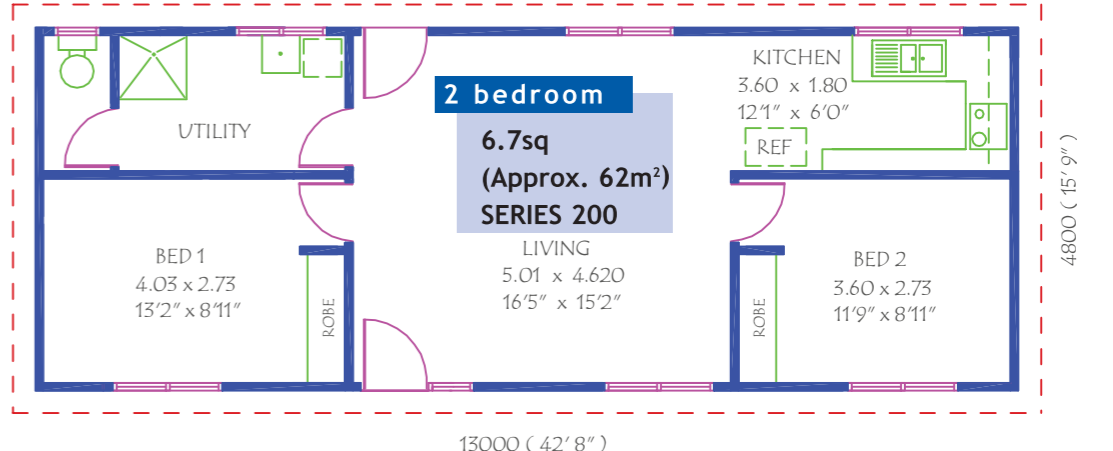 KITCHEN
3.60 x 1.80
12'1" x 6'0"
REF
UTILITY
2 bedroom
6.7sq
(Approx. 62m²)
SERIES 200
LIVING
5.01 x 4.620
16'5" x 15'2"
BED 1
4.03 x 2.73
13'2" x 8'11"
ROBE
ROBE
BED 2
3.60 x 2.73
11'9" x 8'11"
4800 ( 15' 9" )
13000 ( 42' 8" )